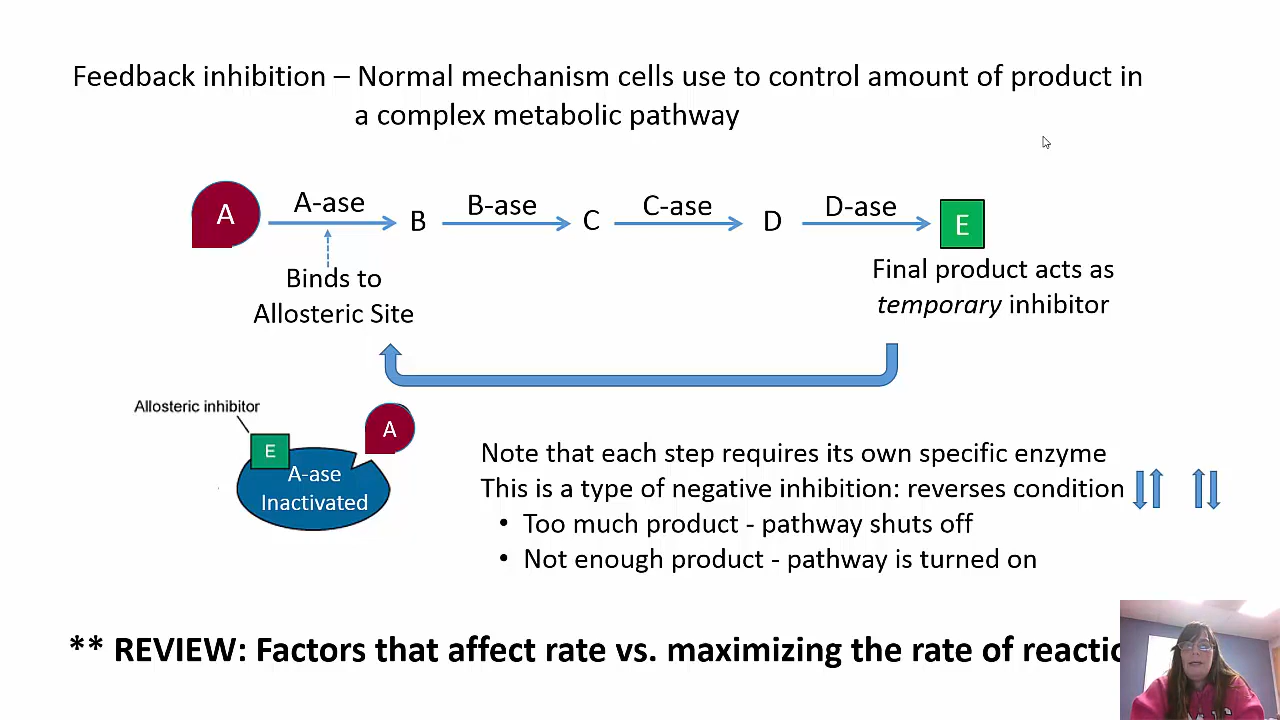 Feedback inhibition – Normal mechanism cells use to control amount of product in
a complex metabolic pathway
A
A-ase
B
B-ase
C
C-ase
D
D-ase
E
Binds to
Allosteric Site
Final product acts as
temporary inhibitor
Allosteric inhibitor
E
A
A-ase
Inactivated
Note that each step requires its own specific enzyme
This is a type of negative inhibition: reverses condition
• Too much product - pathway shuts off
• Not enough product - pathway is turned on
** REVIEW: Factors that affect rate vs. maximizing the rate of